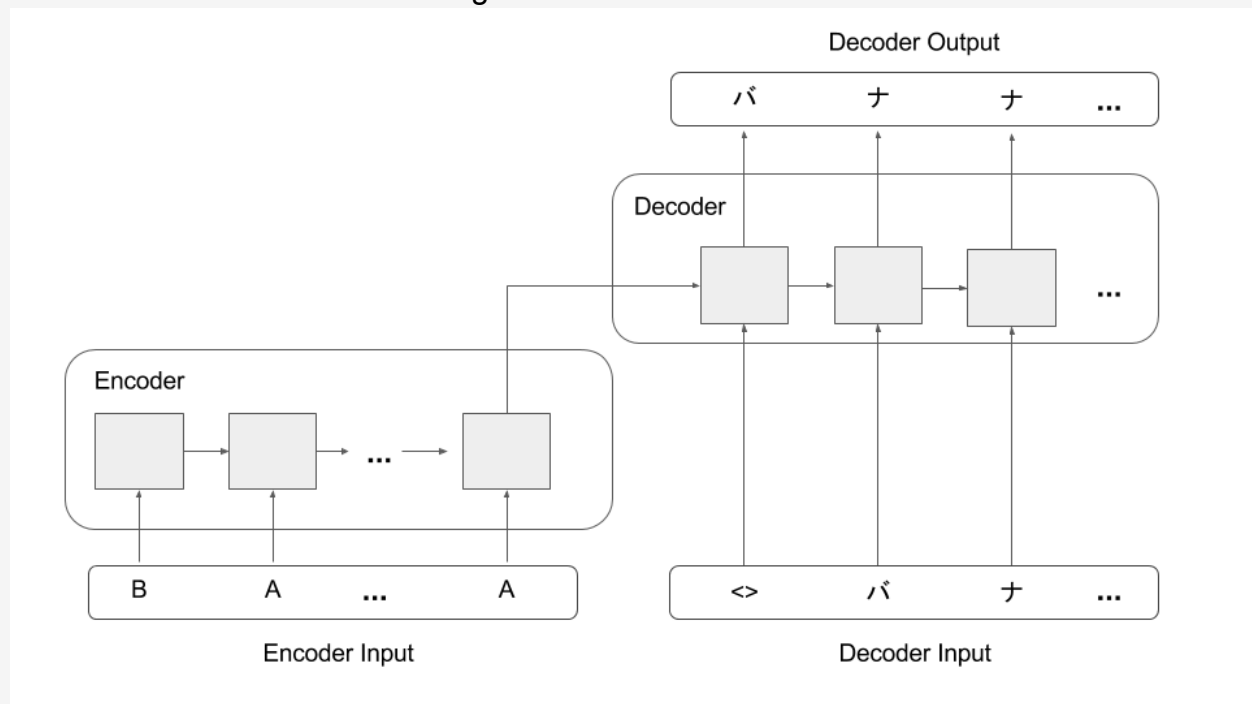 Decoder Output
バ ナ ナ ...
Decoder
...
Encoder
...
B A ... A
<> バ ナ ...
Encoder Input
Decoder Input